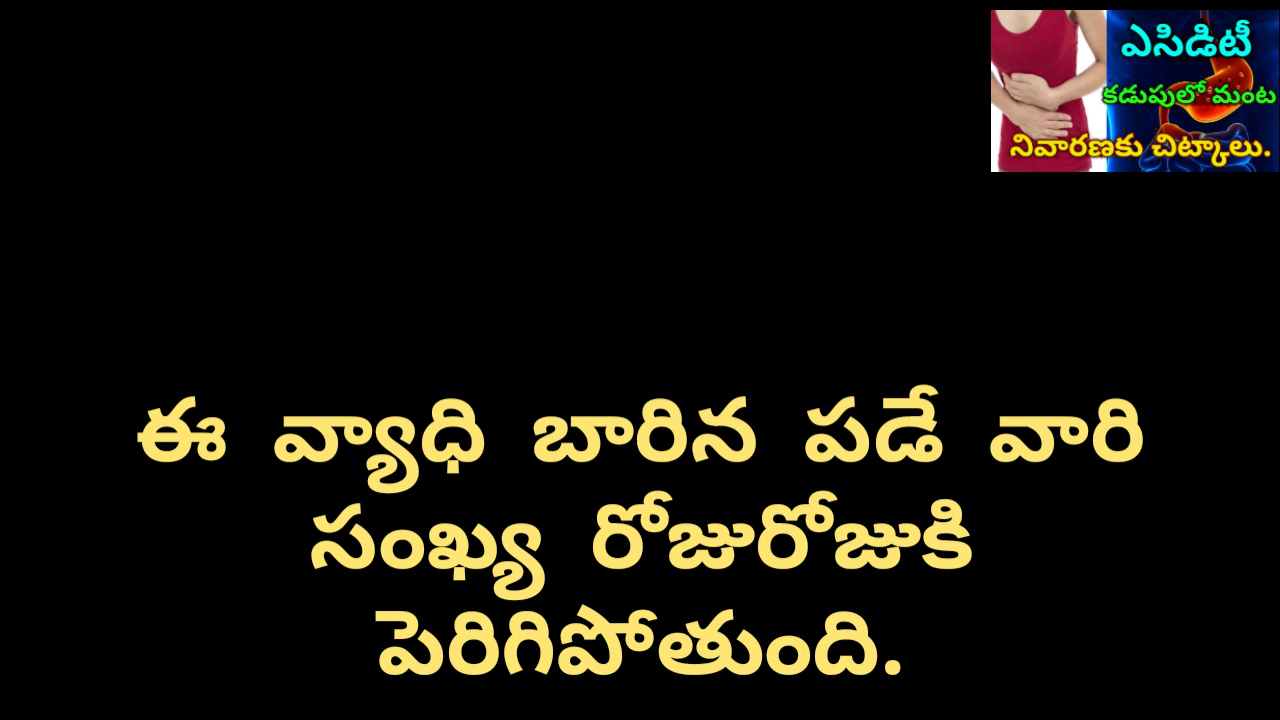 ఎసిడిటీ
కడుపులో మంట
నివారణకు చిట్కాలు.
ఈ వ్యాధి బారిన పడే వారి
సంఖ్య రోజురోజుకి
పెరిగిపోతుంది.